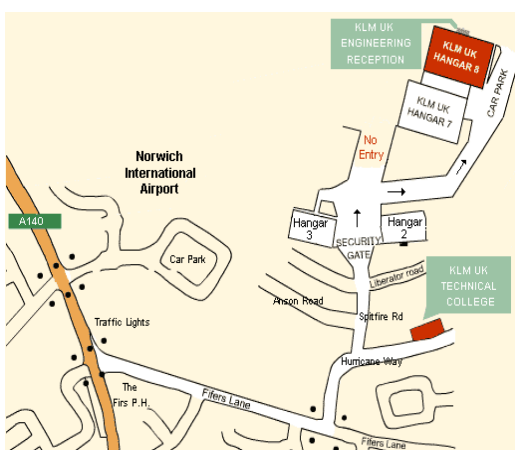 KLM UK
ENGINEERING
RECEPTION
KLM UK
HANGAR 8
KLM UK
HANGAR 7
CAR PARK
No
Entry
Norwich
International
Airport
A140
Hangar
3
Hangar
2
SECURITY
GATE
Car Park
Liberator road
KLM UK
TECHNICAL
COLLEGE
Anson Road
Spitfire Rd
Traffic Lights
Hurricane Way
The
Firs P.H.
Fifers Lane
Fifers Lane